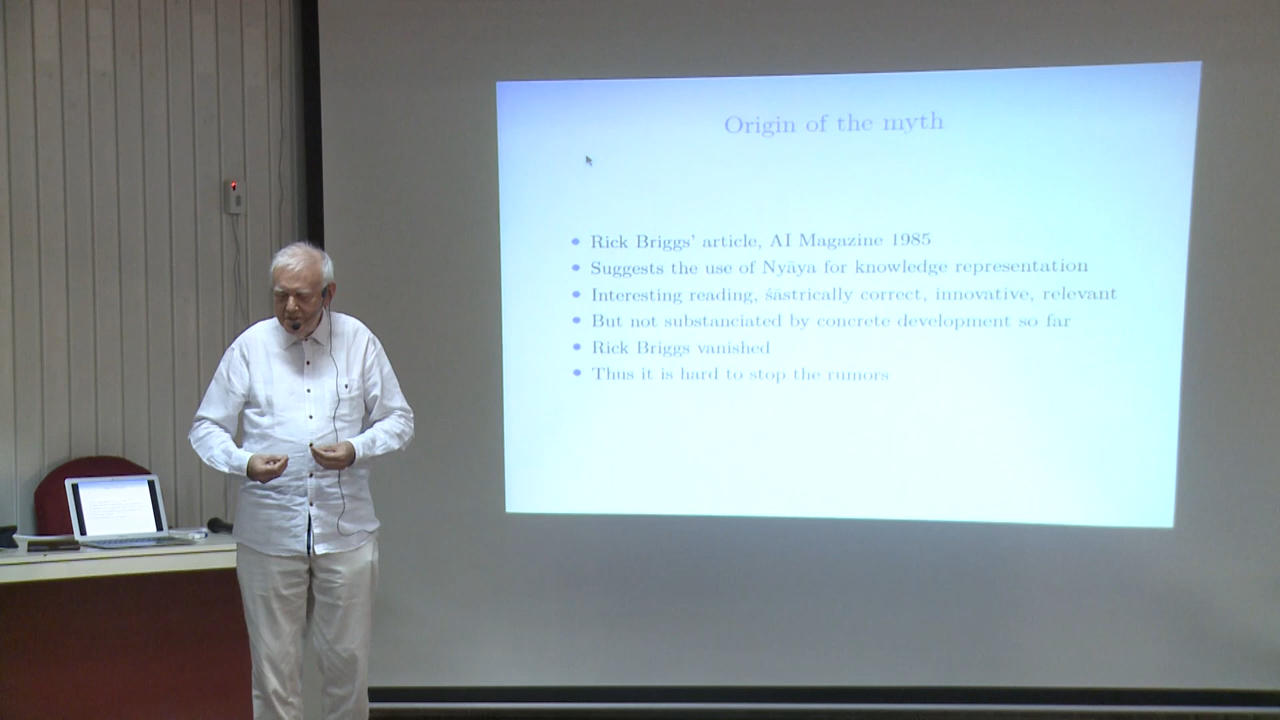 Origin of the myth
• Rick Briggs' article, AI Magazine 1985
• Suggests the use of Nyāya for knowledge representation
• Interesting reading, śāstrically correct, innovative, relevant
• But not substanciated by concrete development so far
• Rick Briggs vanished
• Thus it is hard to stop the rumors